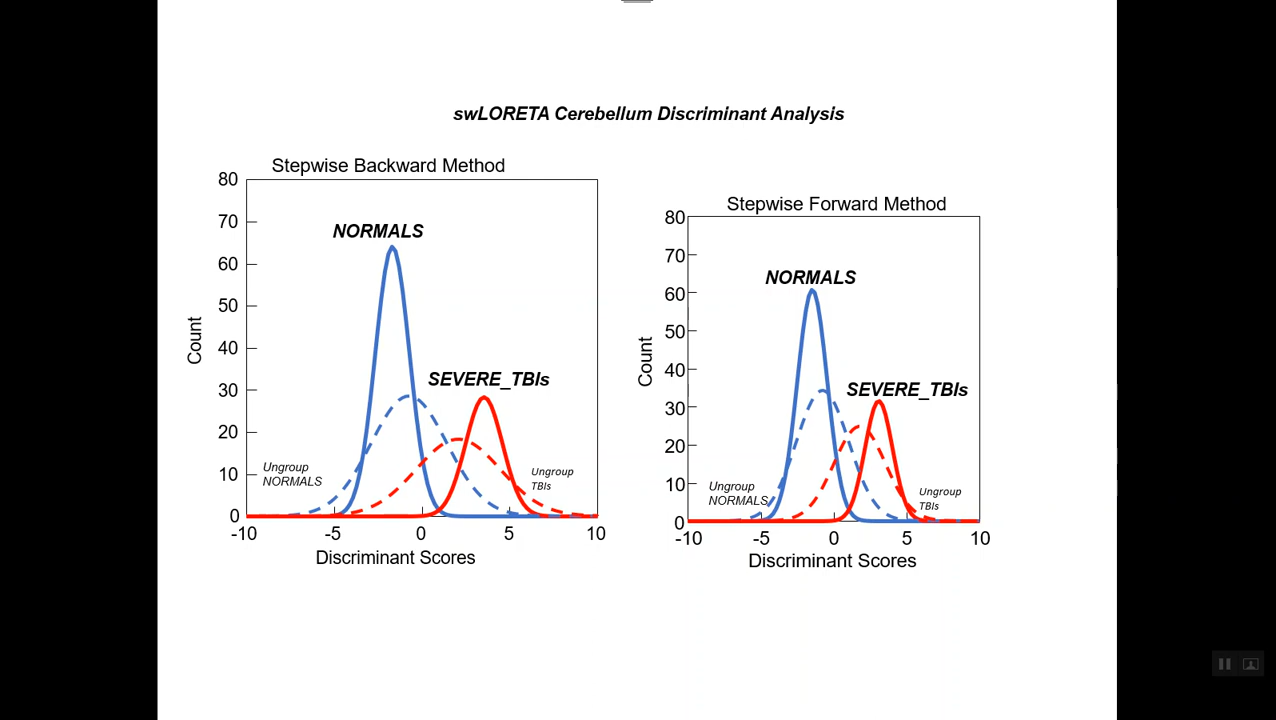 swLORETA Cerebellum Discriminant Analysis
Stepwise Backward Method
80
70
60
50
40
30
20
10
0
Count
NORMALS
SEVERE_TBIs
Ungroup
NORMALS
Ungroup
TBIs
-10
-5
0
5
10
Discriminant Scores
Stepwise Forward Method
80
70
60
50
40
30
20
10
0
Count
NORMALS
SEVERE_TBIs
Ungroup
NORMALS
Ungroup
TBIs
-10
-5
0
5
10
Discriminant Scores